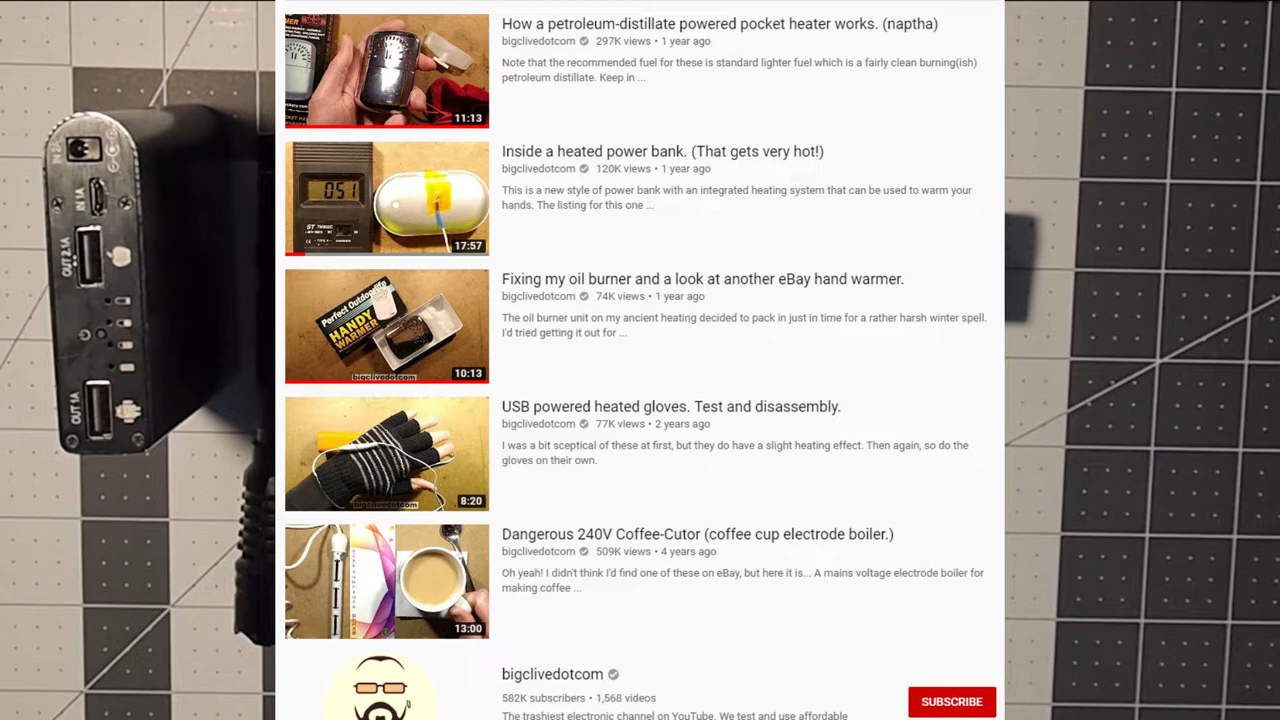 How a petroleum-distillate powered pocket heater works. (naptha)
bigclivedotcom 297K views • 1 year ago
Note that the recommended fuel for these is standard lighter fuel which is a fairly clean burning(ish)
petroleum distillate. Keep in ...
11:13
Inside a heated power bank. (That gets very hot!)
bigclivedotcom 120K views • 1 year ago
This is a new style of power bank with an integrated heating system that can be used to warm your
hands. The listing for this one ...
051
17:57
Fixing my oil burner and a look at another eBay hand warmer.
bigclivedotcom 74K views • 1 year ago
The oil burner unit on my ancient heating decided to pack in just in time for a rather harsh winter spell.
I'd tried getting it out for ...
Perfect Outdoorlife
HANDY
WARMER
bigclivedotcom
10:13
USB powered heated gloves. Test and disassembly.
bigclivedotcom 77K views • 2 years ago
I was a bit sceptical of these at first, but they do have a slight heating effect. Then again, so do the
gloves on their own.
bigclivedotcom
8:20
Dangerous 240V Coffee-Cutor (coffee cup electrode boiler.)
bigclivedotcom 509K views • 4 years ago
Oh yeah! I didn't think I'd find one of these on eBay, but here it is... A mains voltage electrode boiler for
making coffee ...
13:00
bigclivedotcom
582K subscribers • 1,568 videos
The trashiest electronic channel on YouTube. We test and use affordable
SUBSCRIBE
IN 1A
OUT 2.1A
OUT 1A